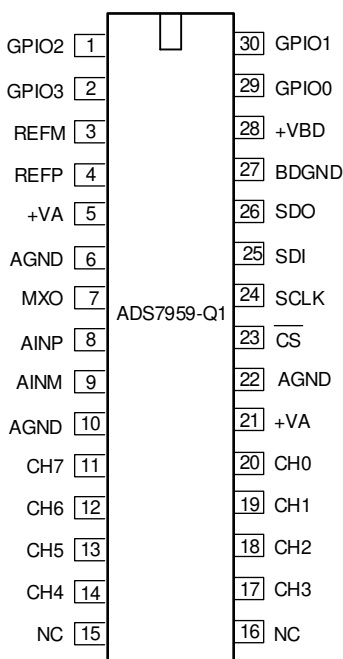 GPIO2 1 30 GPIO1
GPIO3 2 29 GPIO0
REFM 3 28 +VBD
REFP 4 27 BDGND
+VA 5 26 SDO
AGND 6 25 SDI
MXO 7 24 SCLK
ADS7959-Q1
AINP 8 23 CS
AINM 9 22 AGND
AGND 10 21 +VA
CH7 11 20 CH0
CH6 12 19 CH1
CH5 13 18 CH2
CH4 14 17 CH3
NC 15 16 NC